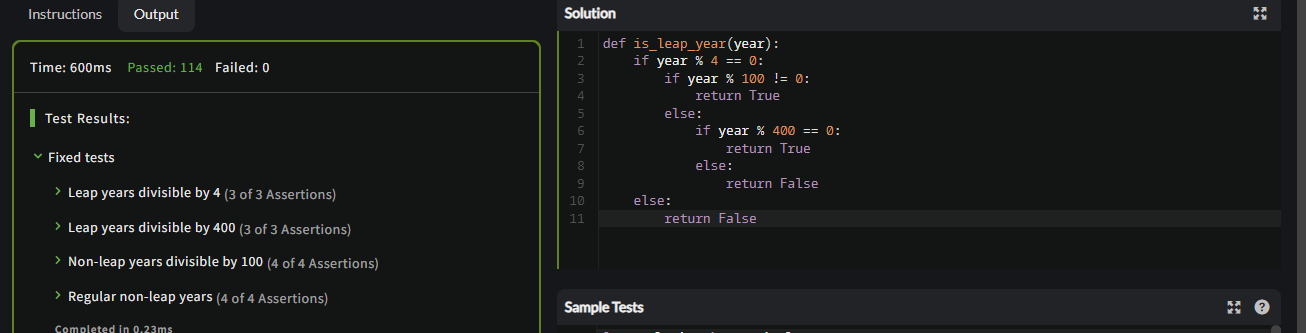 Instructions Output
Time: 600ms Passed: 114 Failed: 0
Test Results:
Fixed tests
Leap years divisible by 4 (3 of 3 Assertions)
Leap years divisible by 400 (3 of 3 Assertions)
Non-leap years divisible by 100 (4 of 4 Assertions)
Regular non-leap years (4 of 4 Assertions)
Completed in 0.23ms
Solution
1 def is_leap_year(year):
2     if year % 4 == 0:
3         if year % 100 != 0:
4             return True
5         else:
6             if year % 400 == 0:
7                 return True
8             else:
9                 return False
10     else:
11         return False
Sample Tests
?